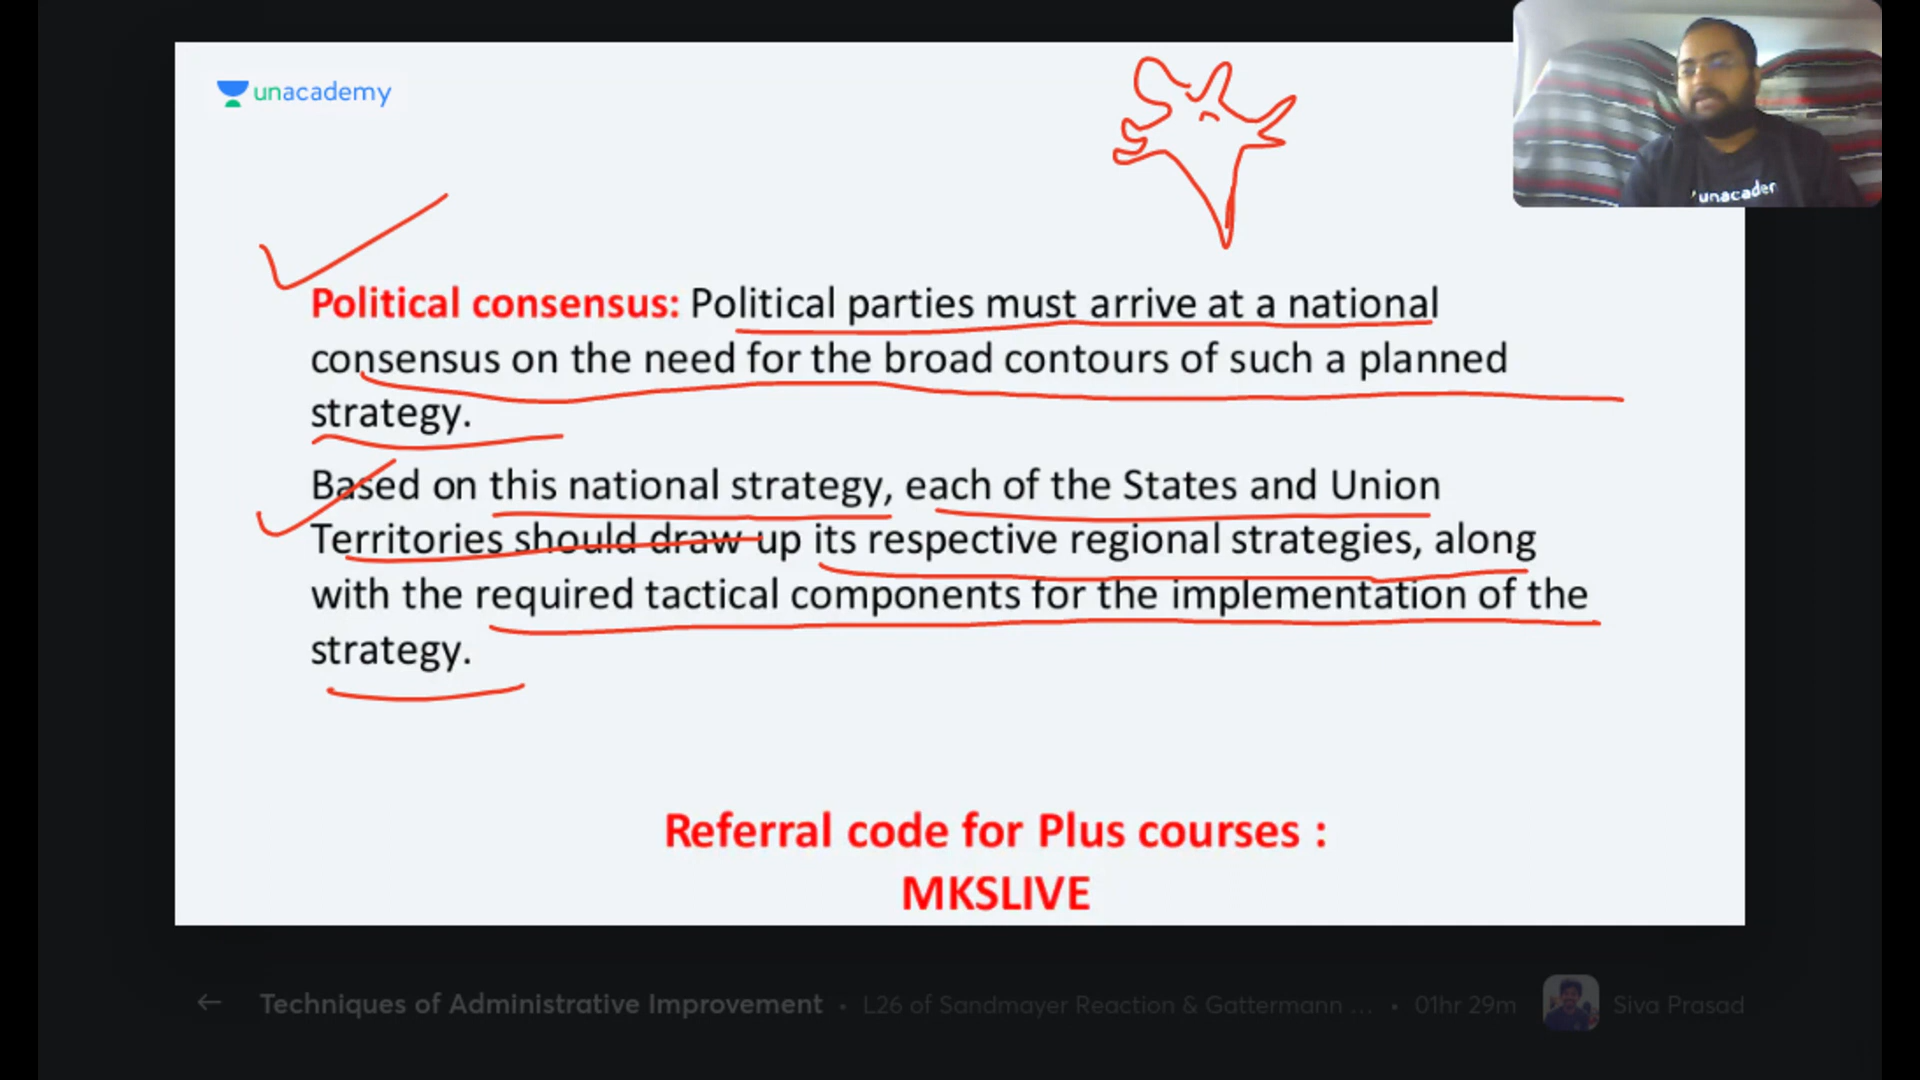 unacademy
unacader
Political consensus: Political parties must arrive at a national
consensus on the need for the broad contours of such a planned
strategy.
Based on this national strategy, each of the States and Union
Territories should draw up its respective regional strategies, along
with the required tactical components for the implementation of the
strategy.
Referral code for Plus courses :
MKSLIVE
Techniques of Administrative Improvement • L26 of Sandmayer Reaction & Gattermann ... • 01hr 29m Siva Prasad